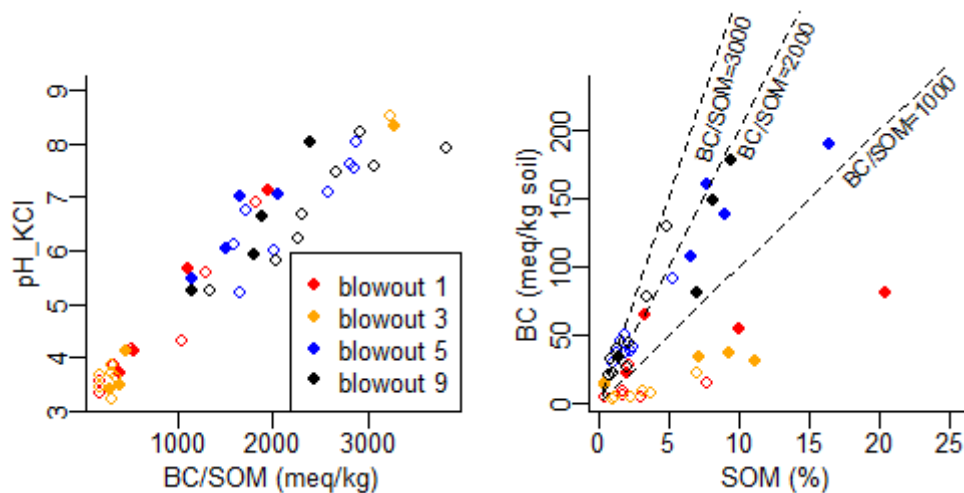 pH_KCl
9
8
7
6
5
4
3
1000 2000 3000
BC/SOM (meq/kg)
blowout 1
blowout 3
blowout 5
blowout 9
BC (meq/kg soil)
200
150
100
50
0
0 5 10 15 20 25
SOM (%)
BC/SOM=3000
BC/SOM=2000
BC/SOM=1000